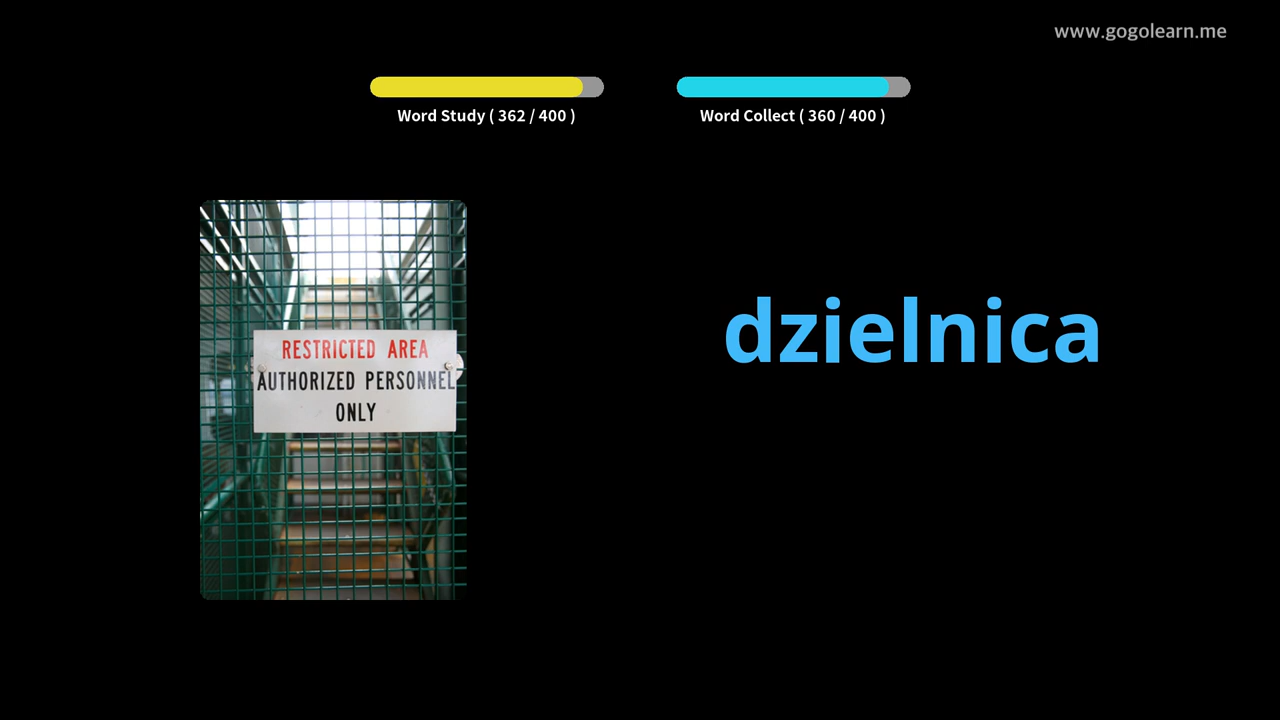 www.gogolearn.me
Word Study ( 362 / 400 )
Word Collect ( 360 / 400 )
RESTRICTED AREA
AUTHORIZED PERSONNEL
ONLY
dzielnica